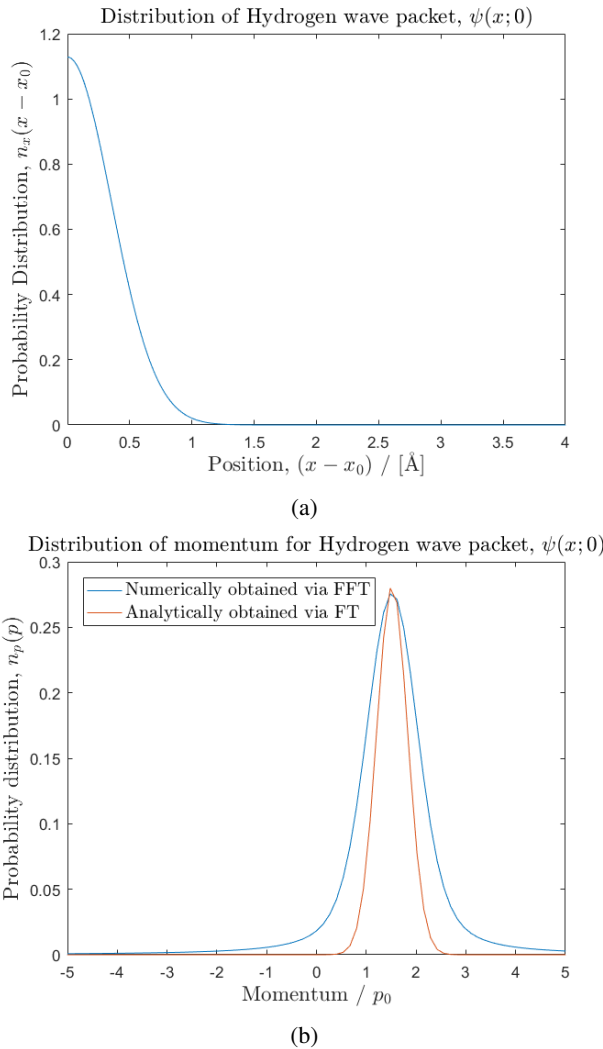 Distribution of Hydrogen wave packet, ψ(x; 0)
Probability Distribution, n_x(x − x_0)
1.2
1
0.8
0.6
0.4
0.2
0
0 0.5 1 1.5 2 2.5 3 3.5 4
Position, (x − x_0) / [Å]
(a)
Distribution of momentum for Hydrogen wave packet, ψ(x; 0)
Probability distribution, n_p(p)
0.3
0.25
0.2
0.15
0.1
0.05
0
Numerically obtained via FFT
Analytically obtained via FT
-5 -4 -3 -2 -1 0 1 2 3 4 5
Momentum / p_0
(b)